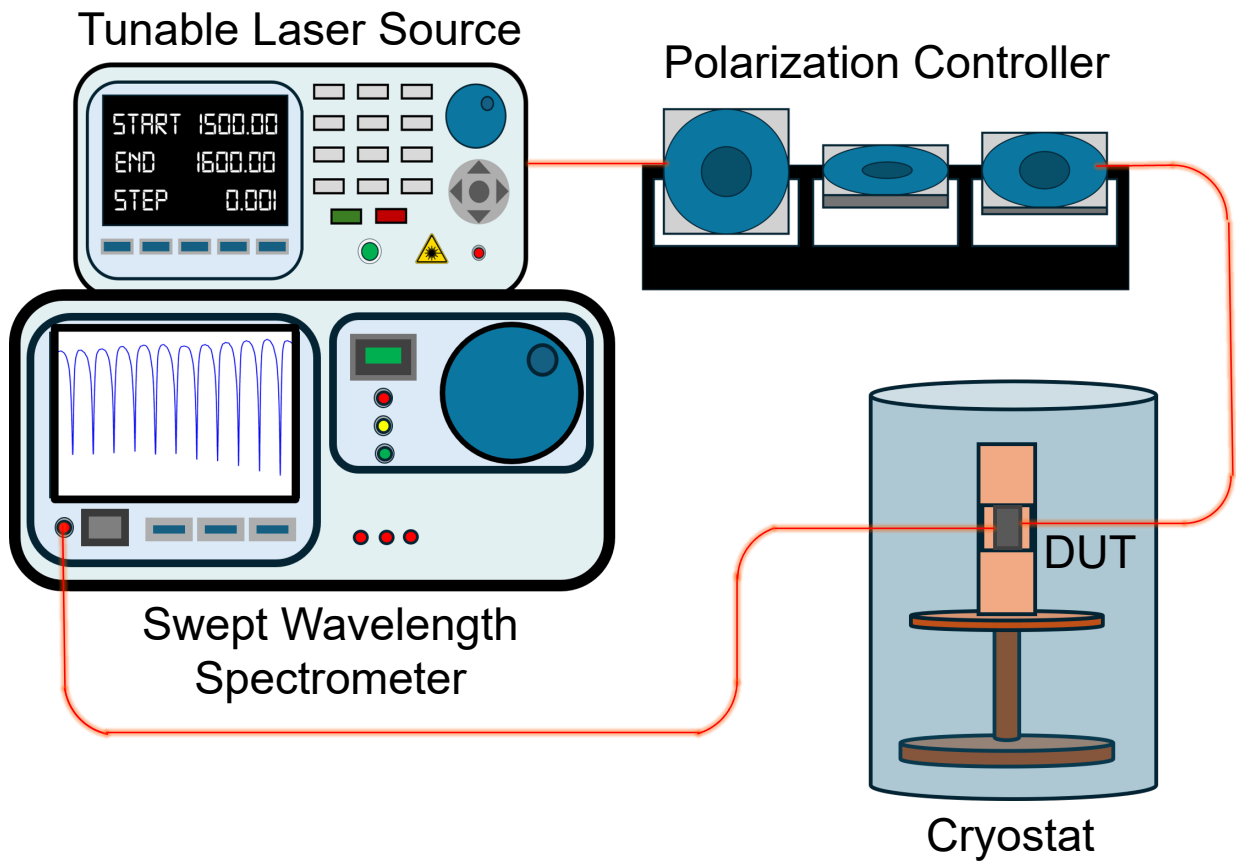 Tunable Laser Source
Polarization Controller
START 1500.00
END 1600.00
STEP 0.001
DUT
Swept Wavelength
Spectrometer
Cryostat